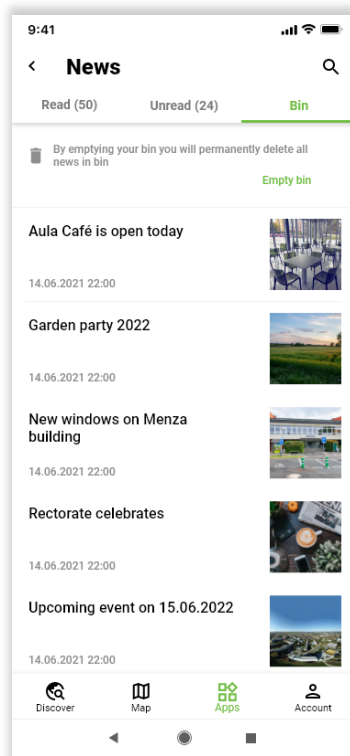 9:41
News
Read (50) Unread (24) Bin
By emptying your bin you will permanently delete all
news in bin
Empty bin
Aula Café is open today
14.06.2021 22:00
Garden party 2022
14.06.2021 22:00
New windows on Menza
building
14.06.2021 22:00
Rectorate celebrates
14.06.2021 22:00
Upcoming event on 15.06.2022
14.06.2021 22:00
Discover Map Apps Account